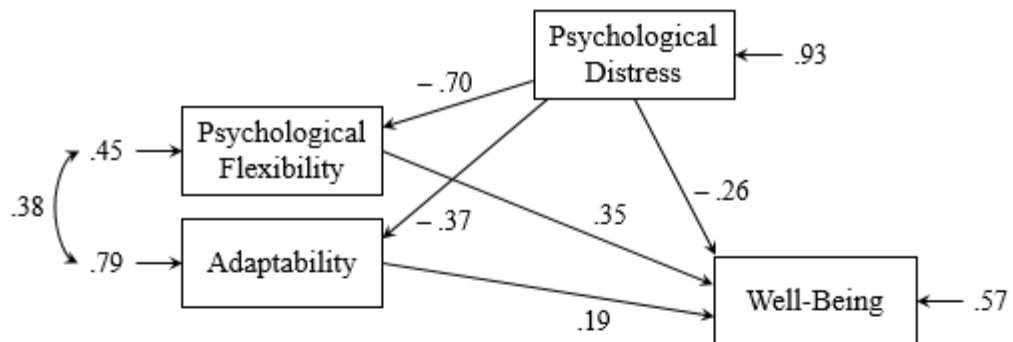 Psychological
Distress
.93
– .70
Psychological
Flexibility
.45
.38
– .37
.35
– .26
.79
Adaptability
Well-Being
.57
.19